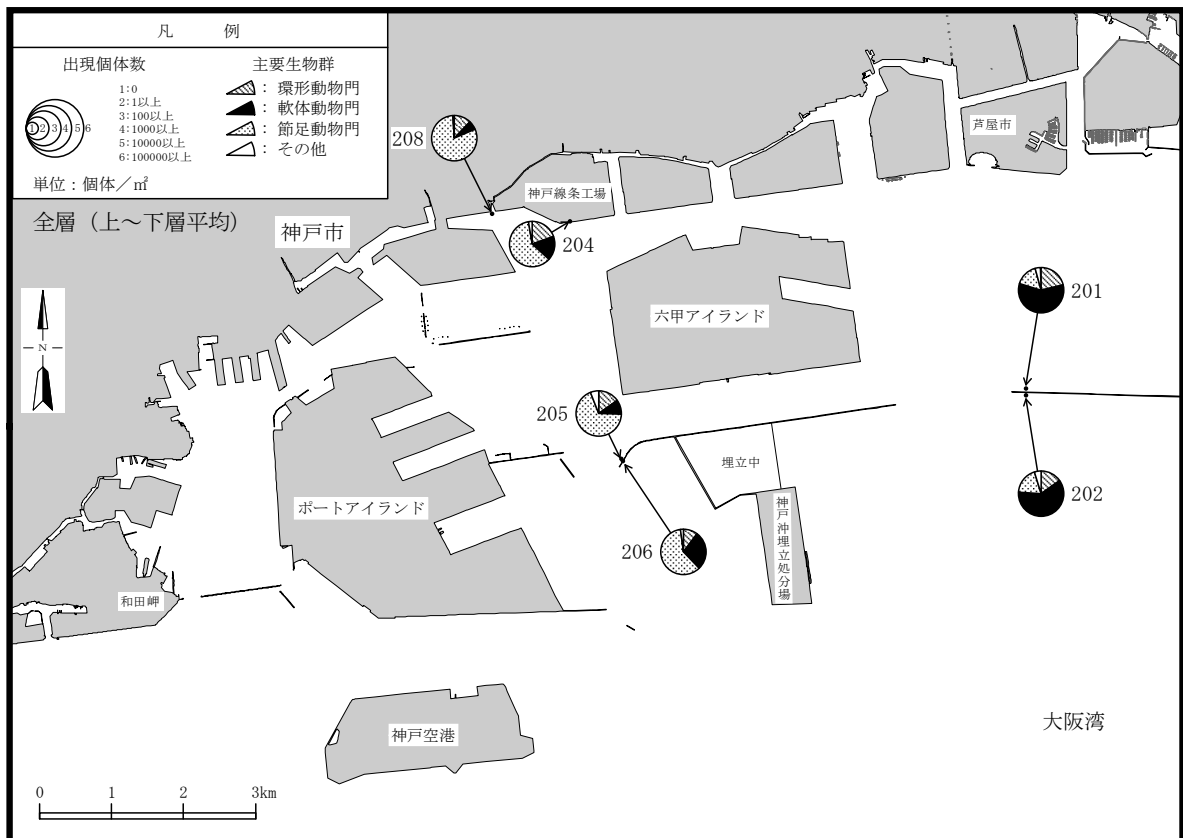 凡 例
出現個体数
1:0
2:1以上
3:100以上
4:1000以上
5:10000以上
6:100000以上
1 2 3 4 5 6
単位：個体／㎡
主要生物群
： 環形動物門
： 軟体動物門
： 節足動物門
： その他
全層（上～下層平均）
神戸市
208
神戸線条工場
204
芦屋市
N
六甲アイランド
201
205
埋立中
202
ポートアイランド
神戸沖埋立処分場
206
和田岬
大阪湾
神戸空港
0 1 2 3km